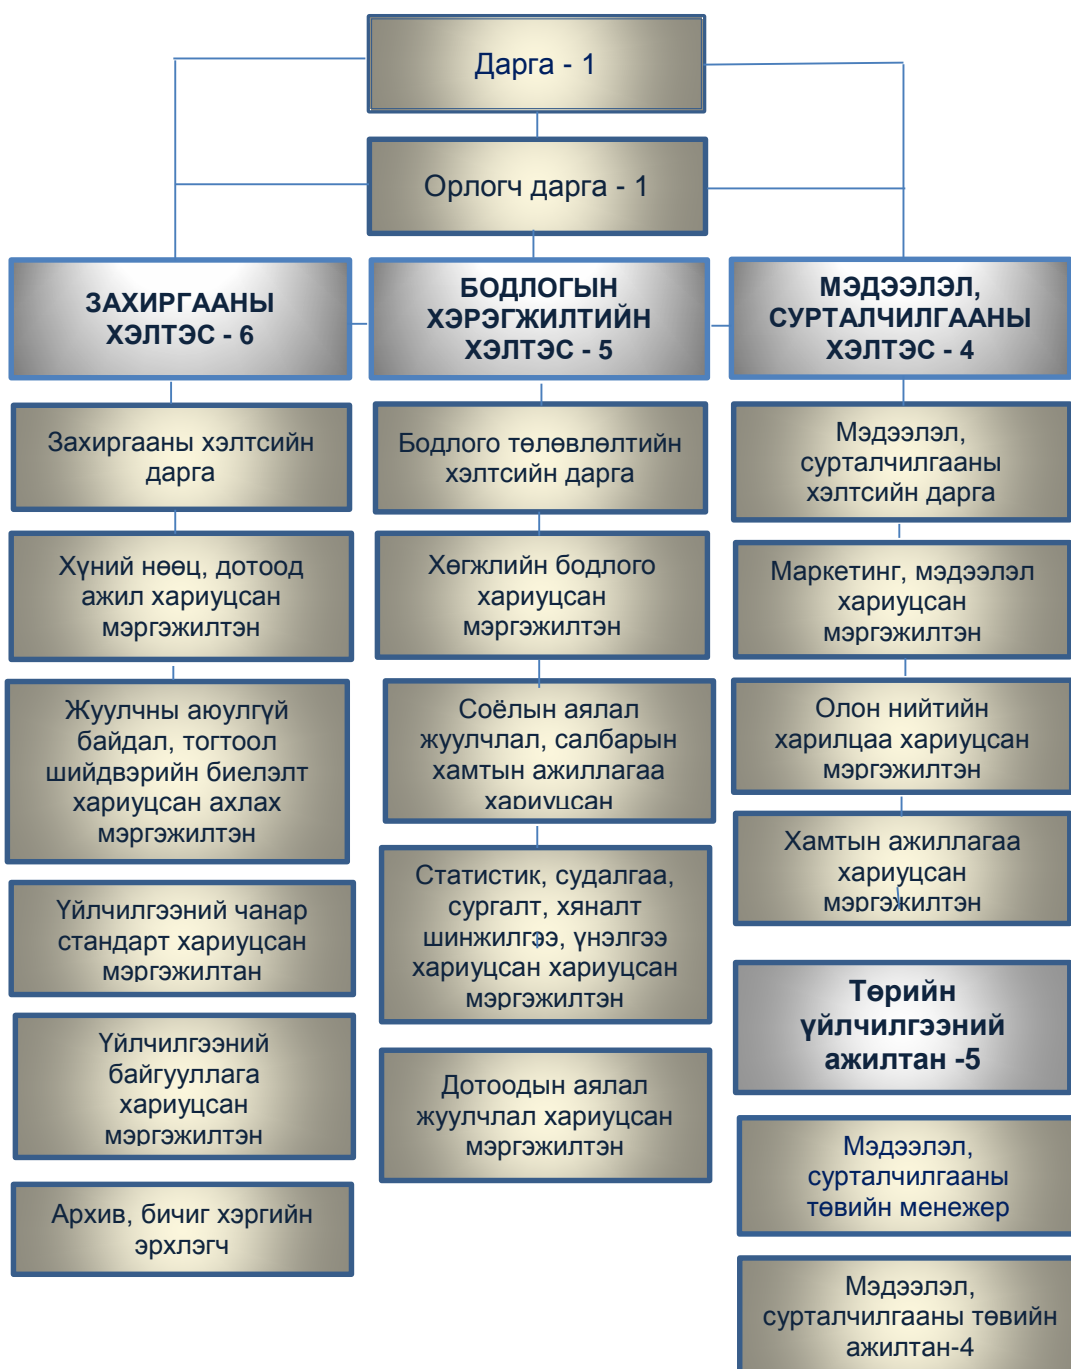 Дарга - 1
Орлогч дарга - 1
ЗАХИРГААНЫ
ХЭЛТЭС - 6
Захиргааны хэлтсийн
дарга
Хүний нөөц, дотоод
ажил хариуцсан
мэргэжилтэн
Жуулчны аюулгүй
байдал, тогтоол
шийдвэрийн биелэлт
хариуцсан ахлах
мэргэжилтэн
Үйлчилгээний чанар
стандарт хариуцсан
мэргэжилтан
Үйлчилгээний
байгууллага
хариуцсан
мэргэжилтэн
Архив, бичиг хэргийн
эрхлэгч
БОДЛОГЫН
ХЭРЭГЖИЛТИЙН
ХЭЛТЭС - 5
Бодлого төлөвлөлтийн
хэлтсийн дарга
Хөгжлийн бодлого
хариуцсан
мэргэжилтэн
Соёлын аялал
жуулчлал, салбарын
хамтын ажиллагаа
хариуцсан
Статистик, судалгаа,
сургалт, хяналт
шинжилгээ, үнэлгээ
хариуцсан хариуцсан
мэргэжилтэн
Дотоодын аялал
жуулчлал хариуцсан
мэргэжилтэн
МЭДЭЭЛЭЛ,
СУРТАЛЧИЛГААНЫ
ХЭЛТЭС - 4
Мэдээлэл,
сурталчилгааны
хэлтсийн дарга
Маркетинг, мэдээлэл
хариуцсан
мэргэжилтэн
Олон нийтийн
харилцаа хариуцсан
мэргэжилтэн
Хамтын ажиллагаа
хариуцсан
мэргэжилтэн
Төрийн
үйлчилгээний
ажилтан -5
Мэдээлэл,
сурталчилгааны
төвийн менежер
Мэдээлэл,
сурталчилгааны төвийн
ажилтан-4